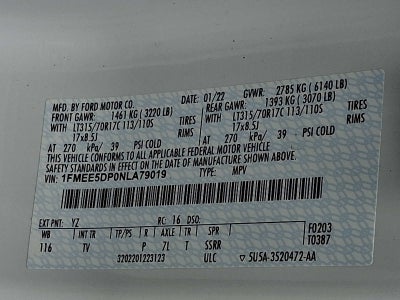 MFD. BY FORD MOTOR CO.
01/22 GVWR: 2785 KG ( 6140 LB)
FRONT GAWR: 1461 KG ( 3220 LB) REAR GAWR: 1393 KG ( 3070 LB)
WITH LT315/70R17C 113/110S TIRES WITH LT315/70R17C 113/110S TIRES
17x8.5J RIMS 17x8.5J RIMS
AT 270 kPa/ 39 PSI COLD AT 270 kPa/ 39 PSI COLD
THIS VEHICLE CONFORMS TO ALL APPLICABLE FEDERAL MOTOR VEHICLE
SAFETY STANDARDS IN EFFECT ON THE DATE OF MANUFACTURE SHOWN ABOVE.
VIN: 1FMEE5DP0NLA79019 TYPE: MPV
EXT PNT: YZ RC: 16 DSO: F0203
WB INT TR TP/PS R AXLE TR SPR T0387
116 TV P 7L T SSRR
3202201223123 ULC ▽ 5U5A-3520472-AA